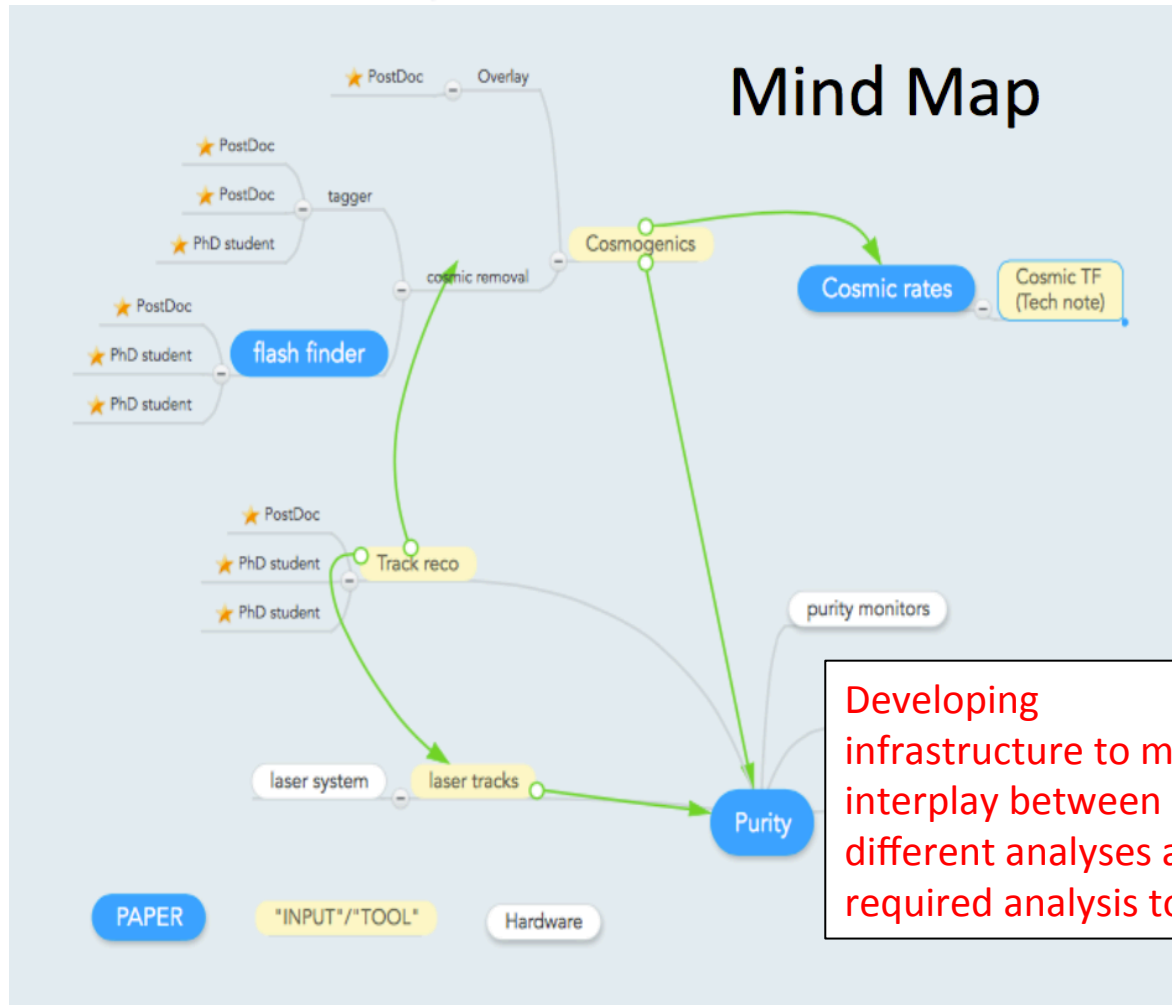 Mind Map
PostDoc
Overlay
PostDoc
PostDoc
tagger
PhD student
Cosmogenics
cosmic removal
Cosmic rates
Cosmic TF
(Tech note)
PostDoc
PhD student
flash finder
PhD student
PostDoc
PhD student
Track reco
PhD student
purity monitors
laser system
laser tracks
Purity
Developing
infrastructure to m
interplay between
different analyses a
required analysis to
PAPER
"INPUT"/"TOOL"
Hardware